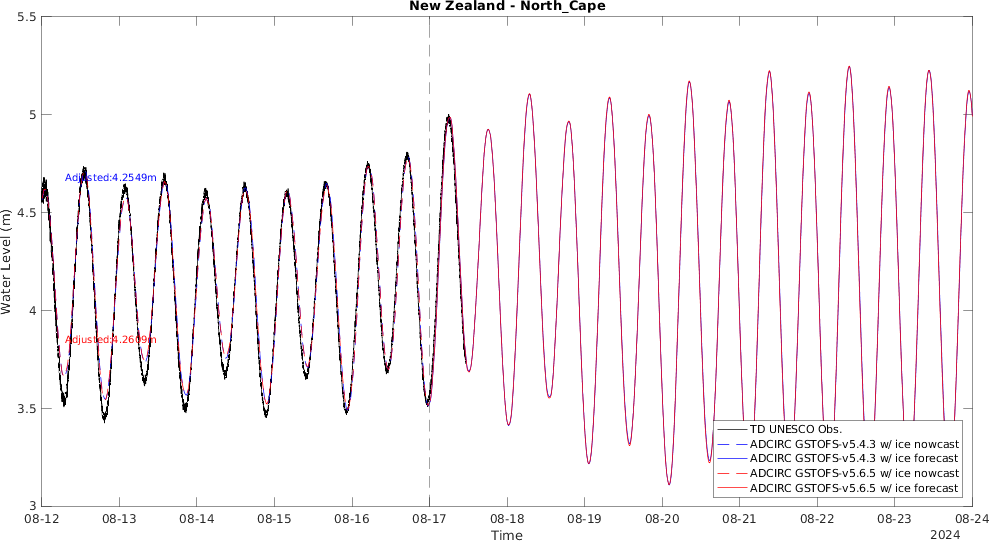 New Zealand - North_Cape
Water Level (m)
5.5
5
4.5
4
3.5
3
Adjusted:4.2549m
Adjusted:4.2609m
TD UNESCO Obs.
ADCIRC GSTOFS-v5.4.3 w/ ice nowcast
ADCIRC GSTOFS-v5.4.3 w/ ice forecast
ADCIRC GSTOFS-v5.6.5 w/ ice nowcast
ADCIRC GSTOFS-v5.6.5 w/ ice forecast
08-12 08-13 08-14 08-15 08-16 08-17 08-18 08-19 08-20 08-21 08-22 08-23 08-24
Time
2024